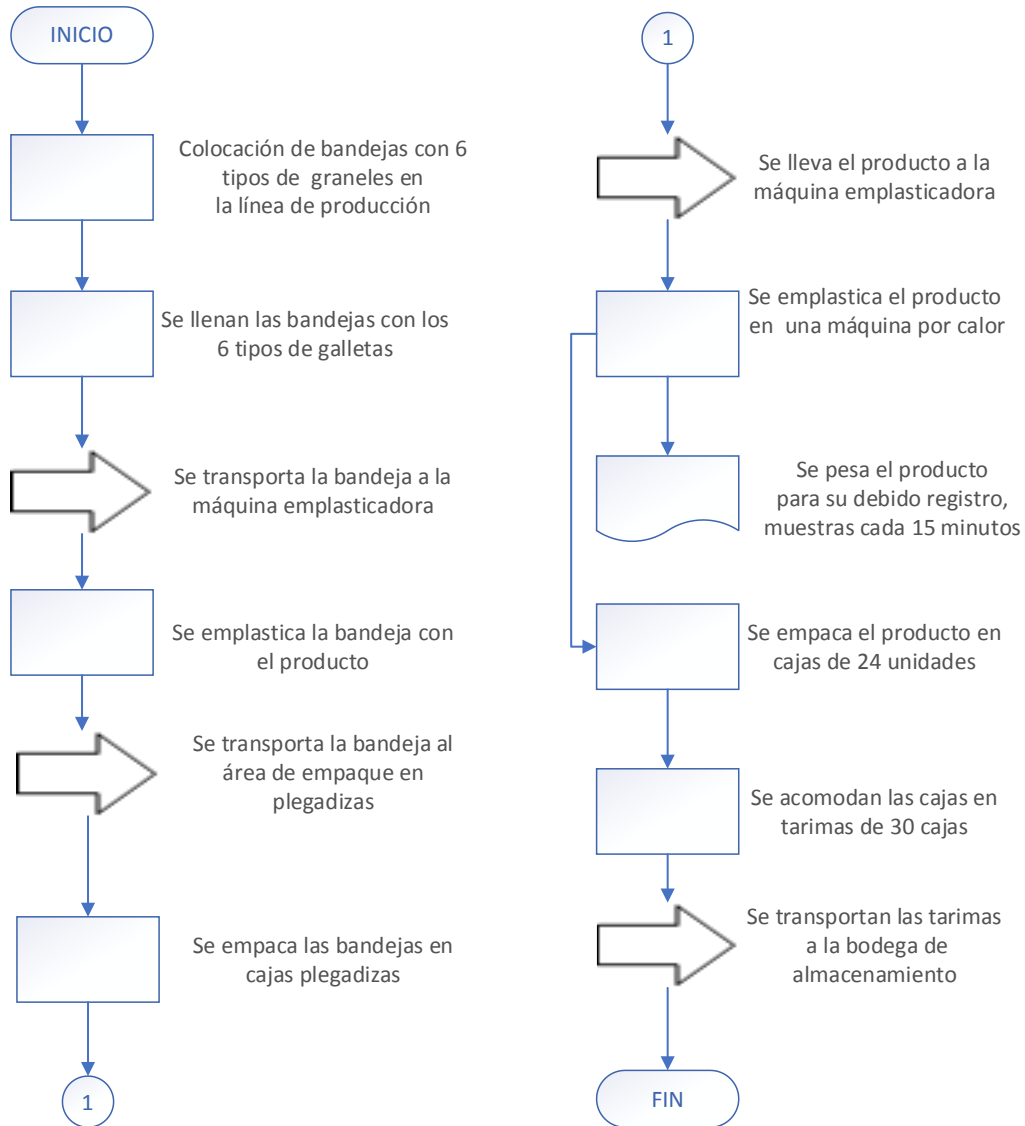 INICIO
Colocación de bandejas con 6
tipos de graneles en
la línea de producción
Se llenan las bandejas con los
6 tipos de galletas
Se transporta la bandeja a la
máquina emplasticadora
Se emplastica la bandeja con
el producto
Se transporta la bandeja al
área de empaque en
plegadizas
Se empaca las bandejas en
cajas plegadizas
1
1
Se lleva el producto a la
máquina emplasticadora
Se emplastica el producto
en una máquina por calor
Se pesa el producto
para su debido registro,
muestras cada 15 minutos
Se empaca el producto en
cajas de 24 unidades
Se acomodan las cajas en
tarimas de 30 cajas
Se transportan las tarimas
a la bodega de
almacenamiento
FIN